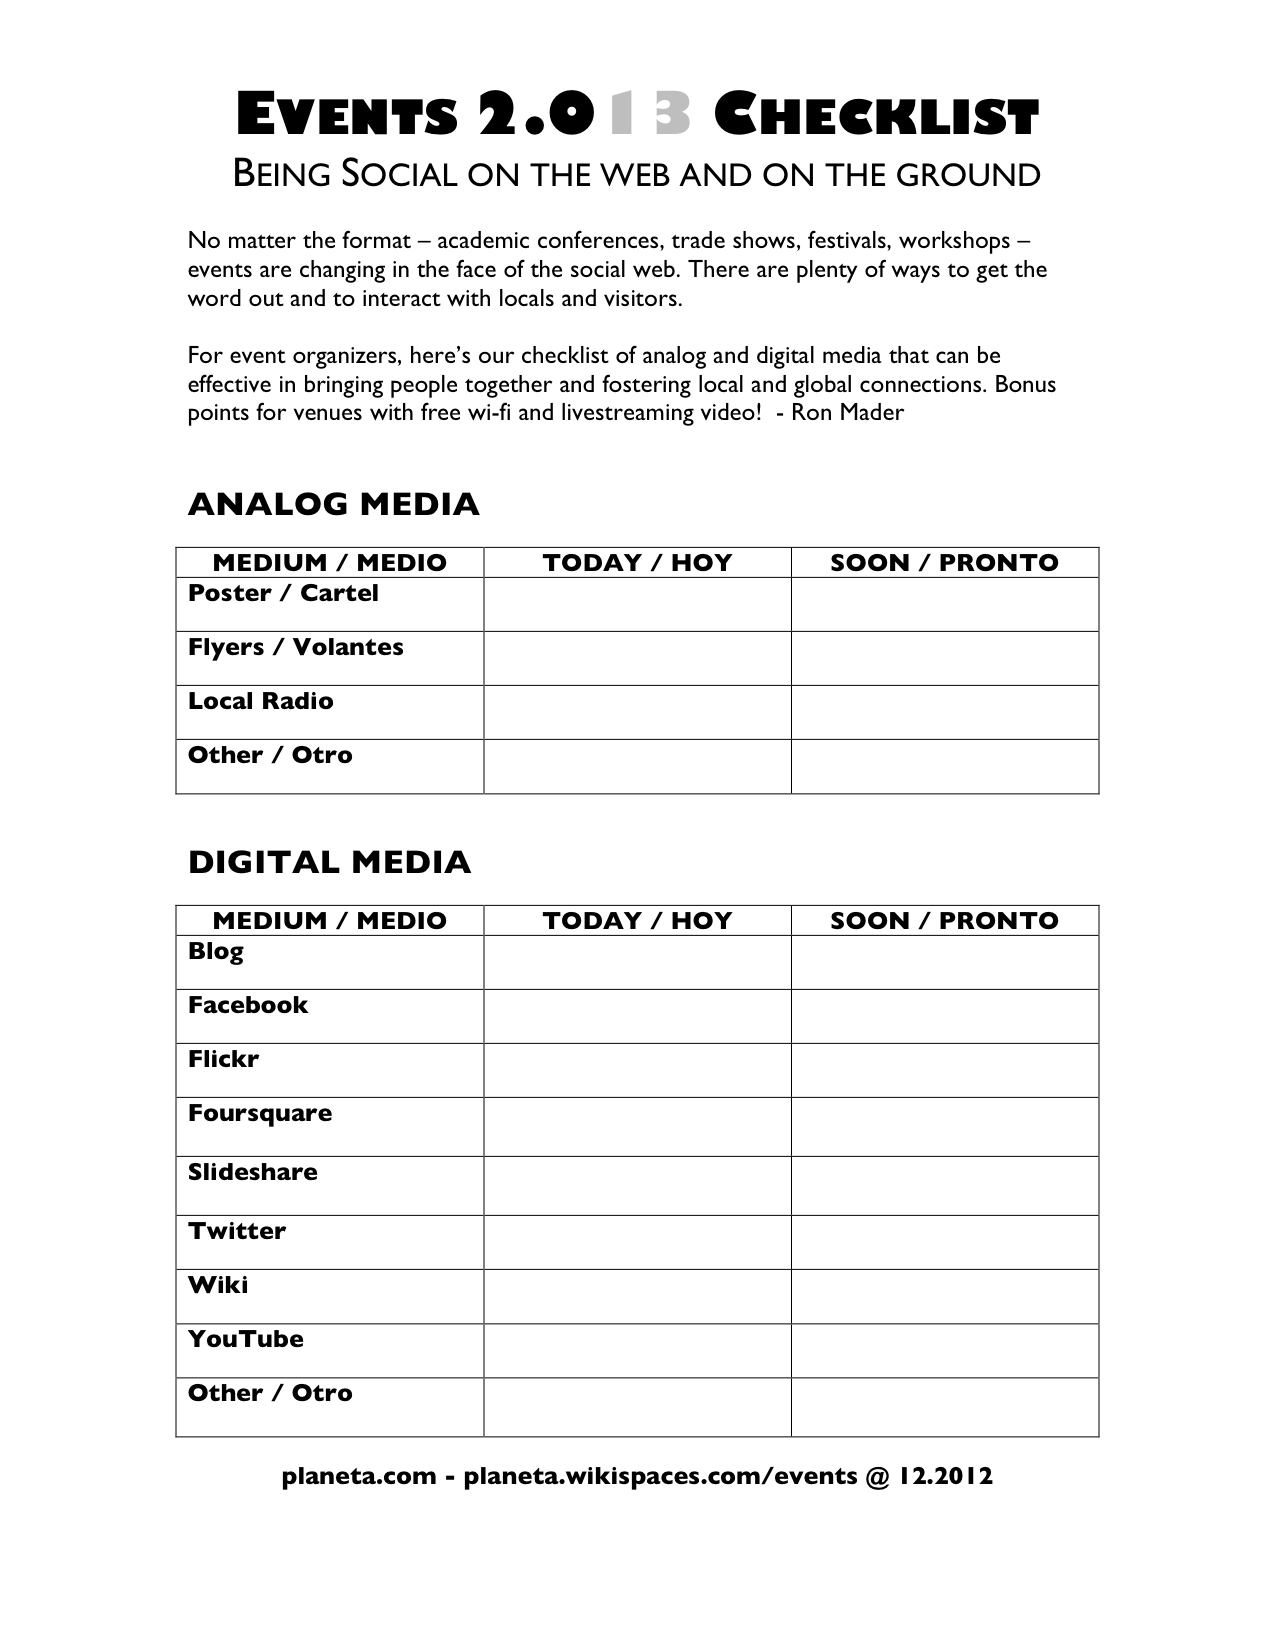 EVENTS 2.013 CHECKLIST
BEING SOCIAL ON THE WEB AND ON THE GROUND
No matter the format – academic conferences, trade shows, festivals, workshops –
events are changing in the face of the social web. There are plenty of ways to get the
word out and to interact with locals and visitors.
For event organizers, here’s our checklist of analog and digital media that can be
effective in bringing people together and fostering local and global connections. Bonus
points for venues with free wi-fi and livestreaming video!  - Ron Mader
ANALOG MEDIA
MEDIUM / MEDIO TODAY / HOY SOON / PRONTO
Poster / Cartel
Flyers / Volantes
Local Radio
Other / Otro
DIGITAL MEDIA
MEDIUM / MEDIO TODAY / HOY SOON / PRONTO
Blog
Facebook
Flickr
Foursquare
Slideshare
Twitter
Wiki
YouTube
Other / Otro
planeta.com - planeta.wikispaces.com/events @ 12.2012